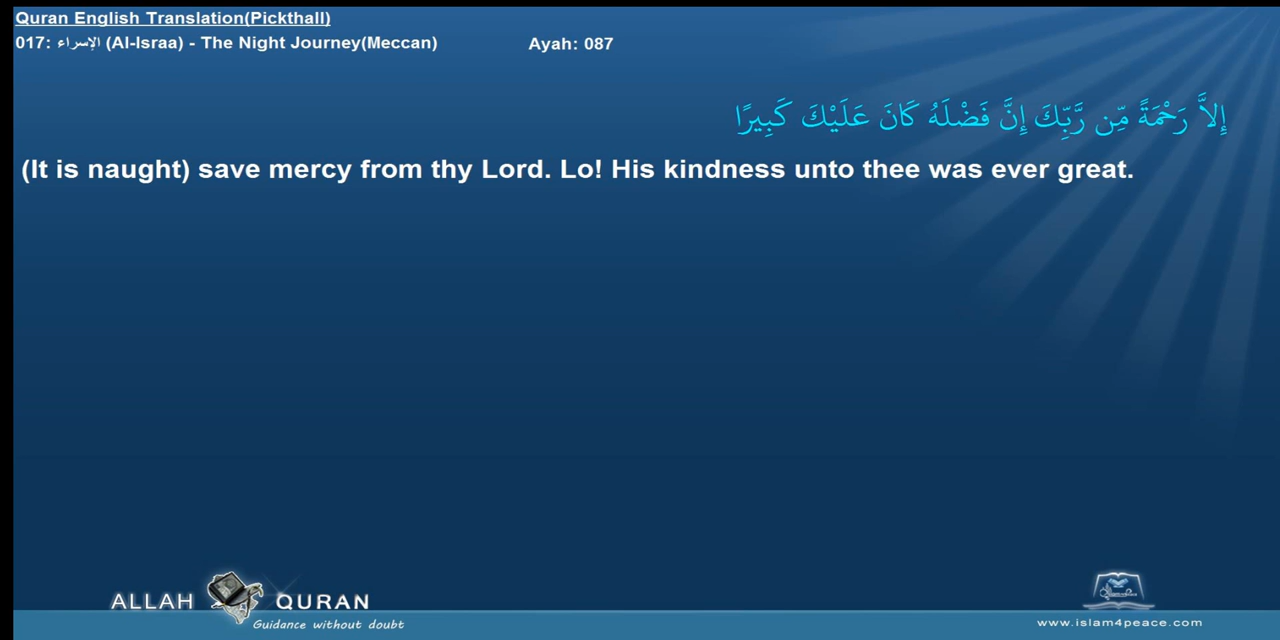 Quran English Translation(Pickthall)
017: الإسراء (Al-Israa) - The Night Journey(Meccan) Ayah: 087
إِلاَّ رَحْمَةً مِّن رَّبِّكَ إِنَّ فَضْلَهُ كَانَ عَلَيْكَ كَبِيرًا
(It is naught) save mercy from thy Lord. Lo! His kindness unto thee was ever great.
ALLAH QURAN
Guidance without doubt
www.islam4peace.com